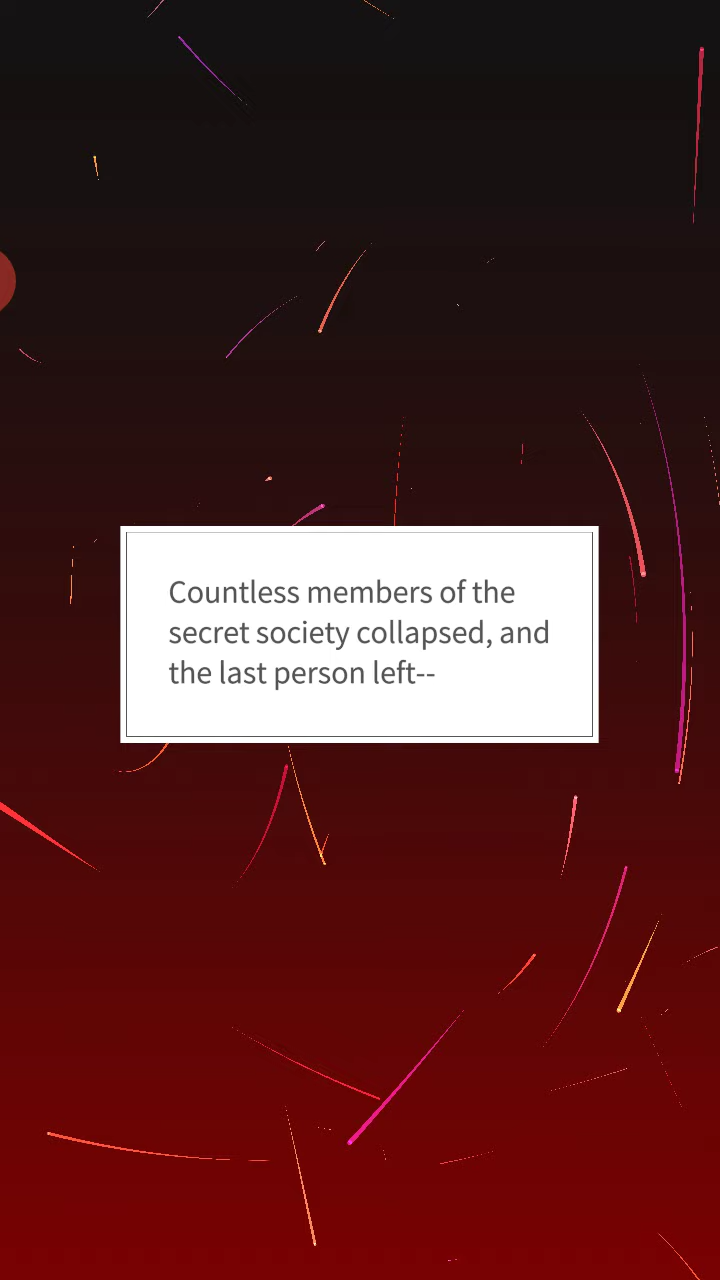 Countless members of the
secret society collapsed, and
the last person left--